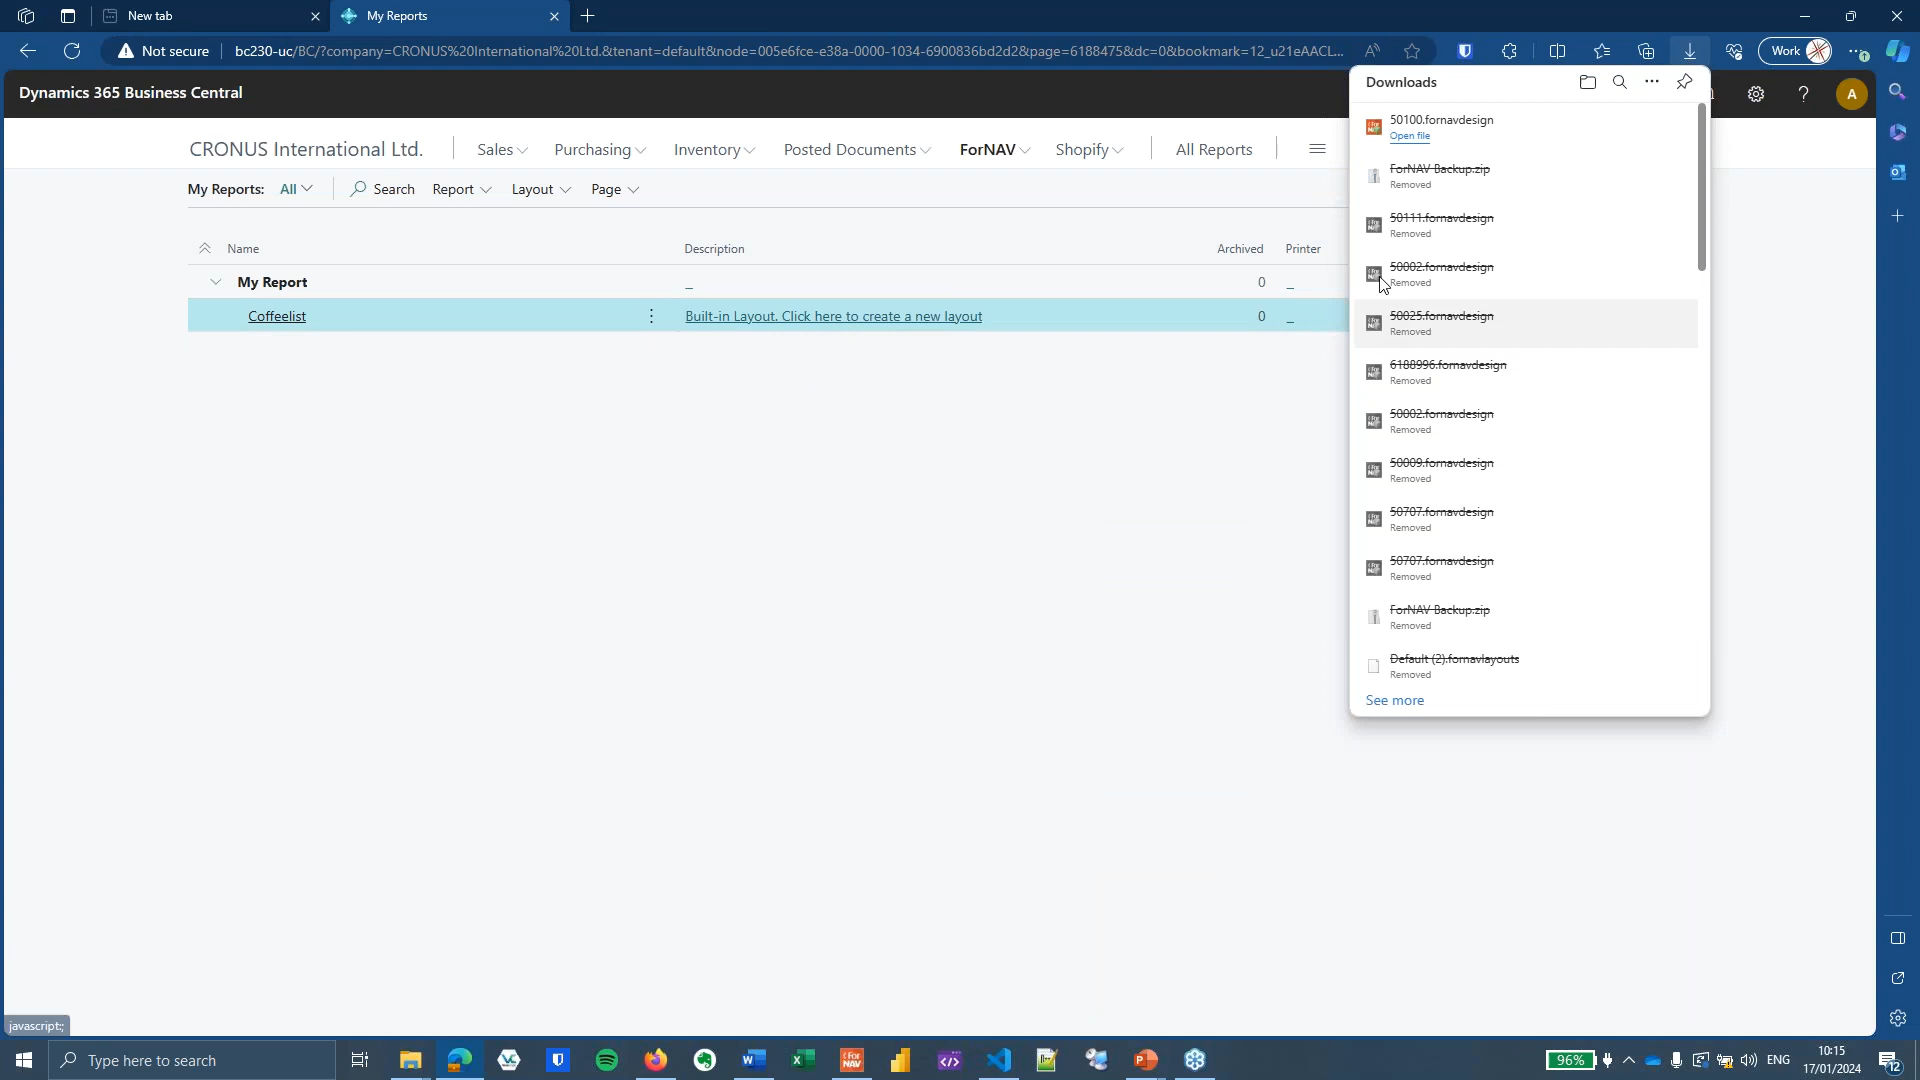 New tab
My Reports
Not secure
bc230-uc/BC/?company=CRONUS%20International%20Ltd.&tenant=default&node=005e6fce-e38a-0000-1034-6900836bd2d2&page=6188475&dc=0&bookmark=12_u21eAACL...
Work
Dynamics 365 Business Central
A
CRONUS International Ltd.
Sales
Purchasing
Inventory
Posted Documents
ForNAV
Shopify
All Reports
My Reports:
All
Search
Report
Layout
Page
Name
Description
Archived
Printer
My Report
_
0
_
Coffeelist
Built-in Layout. Click here to create a new layout
0
_
Downloads
50100.fornavdesign
Open file
ForNAV Backup.zip
Removed
50111.fornavdesign
Removed
50002.fornavdesign
Removed
50025.fornavdesign
Removed
6188996.fornavdesign
Removed
50002.fornavdesign
Removed
50009.fornavdesign
Removed
50707.fornavdesign
Removed
50707.fornavdesign
Removed
ForNAV Backup.zip
Removed
Default (2).fornavlayouts
Removed
See more
javascript:;
Type here to search
96%
ENG
10:15
17/01/2024
12